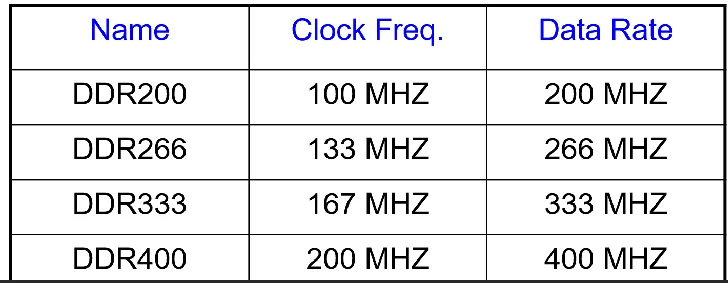 Name Clock Freq. Data Rate
DDR200 100 MHZ 200 MHZ
DDR266 133 MHZ 266 MHZ
DDR333 167 MHZ 333 MHZ
DDR400 200 MHZ 400 MHZ